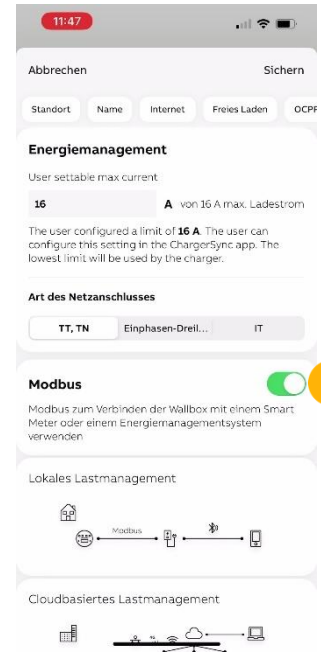 11:47
Abbrechen Sichern
Standort Name Internet Freies Laden OCPP
Energiemanagement
User settable max current
16 A von 16 A max. Ladestrom
The user configured a limit of 16 A. The user can
configure this setting in the ChargerSync app. The
lowest limit will be used by the charger.
Art des Netzanschlusses
TT, TN Einphasen-Dreil... IT
Modbus
Modbus zum Verbinden der Wallbox mit einem Smart
Meter oder einem Energiemanagementsystem
verwenden
Lokales Lastmanagement
Modbus
Cloudbasiertes Lastmanagement